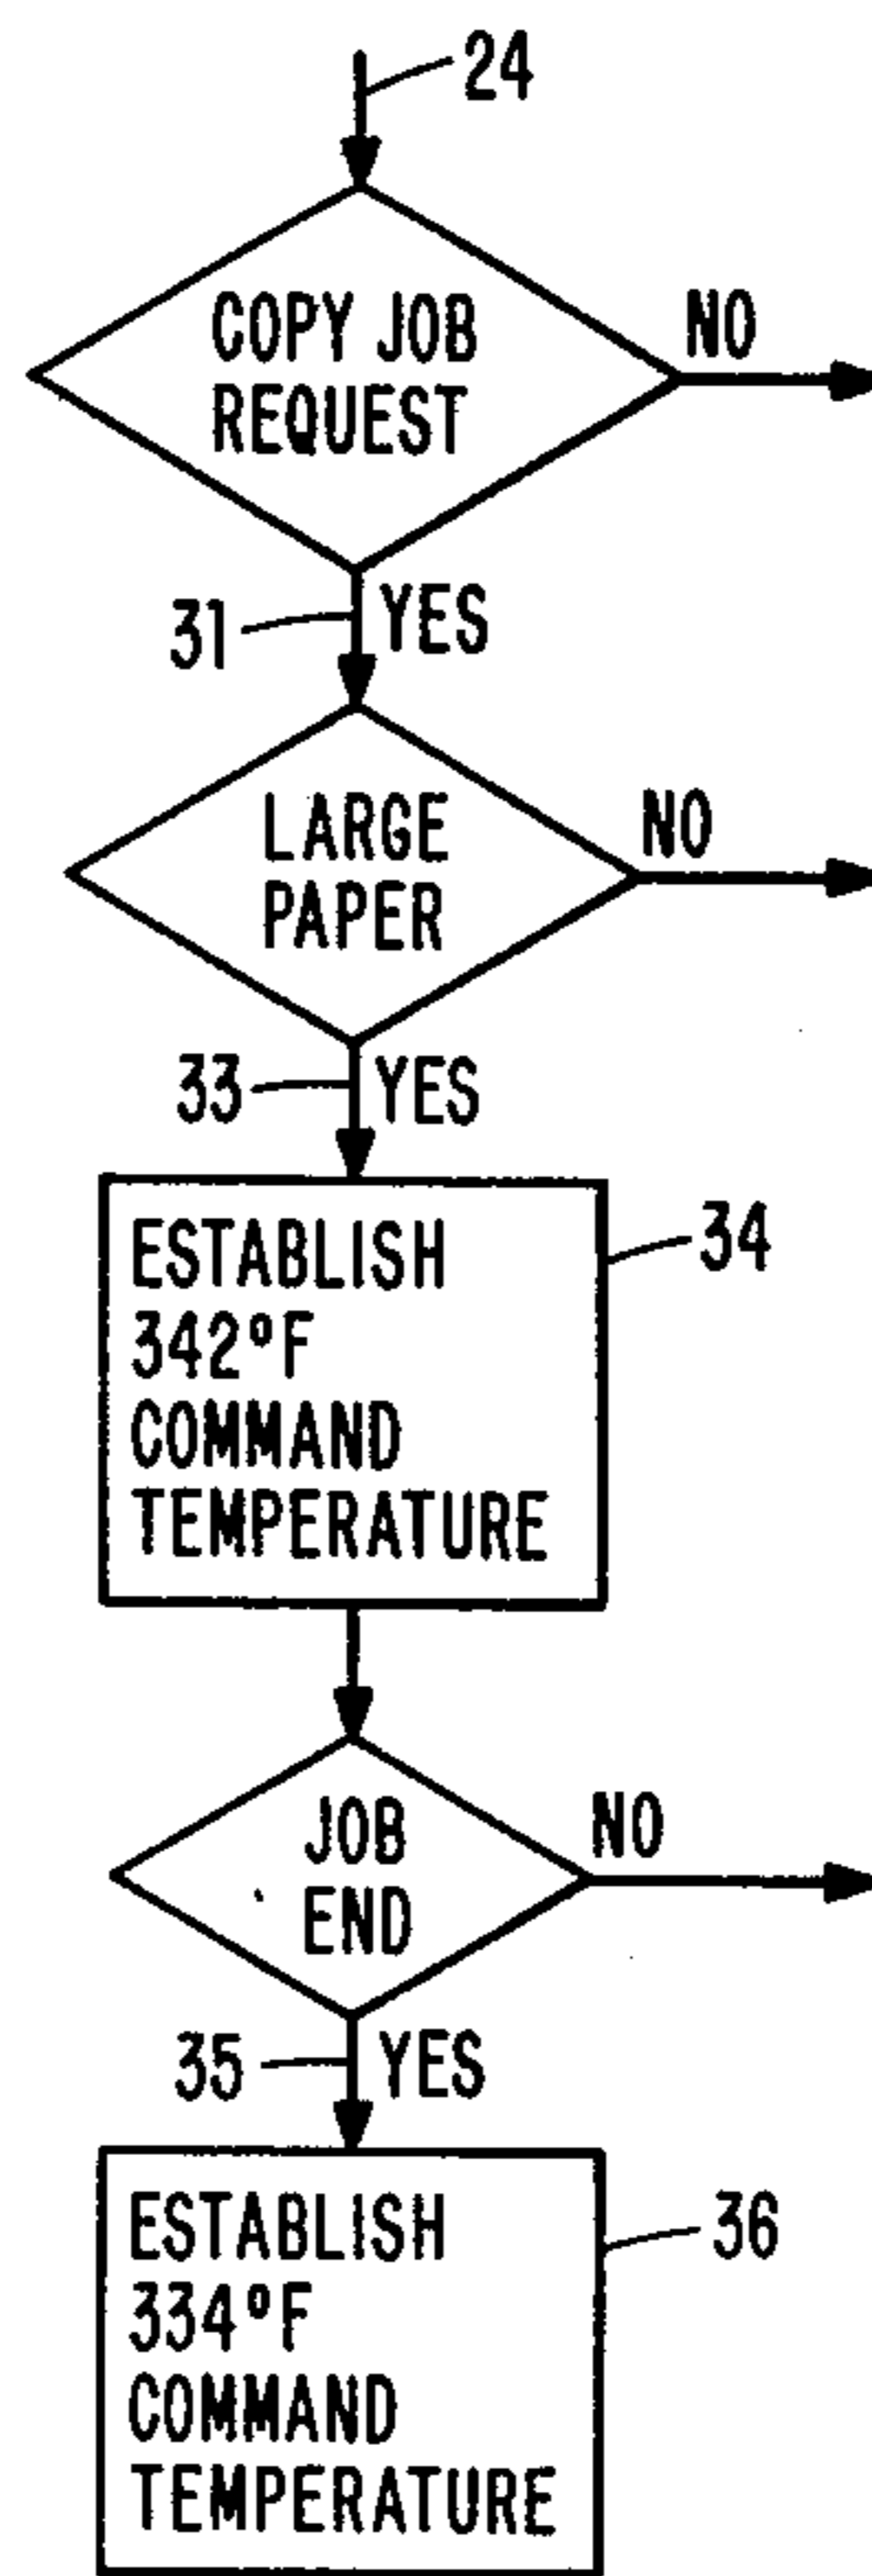 24
COPY JOB
REQUEST
NO
31
YES
LARGE
PAPER
NO
33
YES
ESTABLISH
342°F
COMMAND
TEMPERATURE
34
JOB
END
NO
35
YES
ESTABLISH
334°F
COMMAND
TEMPERATURE
36